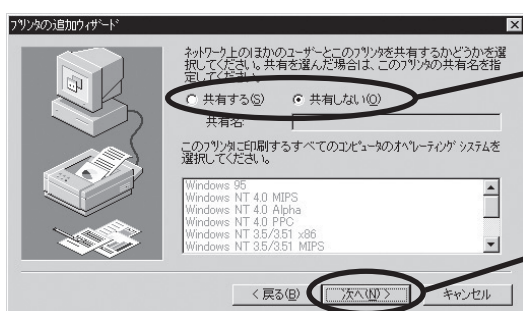 プリンタの追加ウィザード
ネットワーク上のほかのユーザーとこのプリンタを共有するかどうかを選
択してください。共有を選んだ場合は、このプリンタの共有名を指
定してください。
共有する(S) 共有しない(O)
共有名:
このプリンタに印刷するすべてのコンピュータのオペレーティング システムを
選択してください。
Windows 95
Windows NT 4.0 MIPS
Windows NT 4.0 Alpha
Windows NT 4.0 PPC
Windows NT 3.5/3.51 x86
Windows NT 3.5/3.51 MIPS
< 戻る(B) 次へ(N) > キャンセル